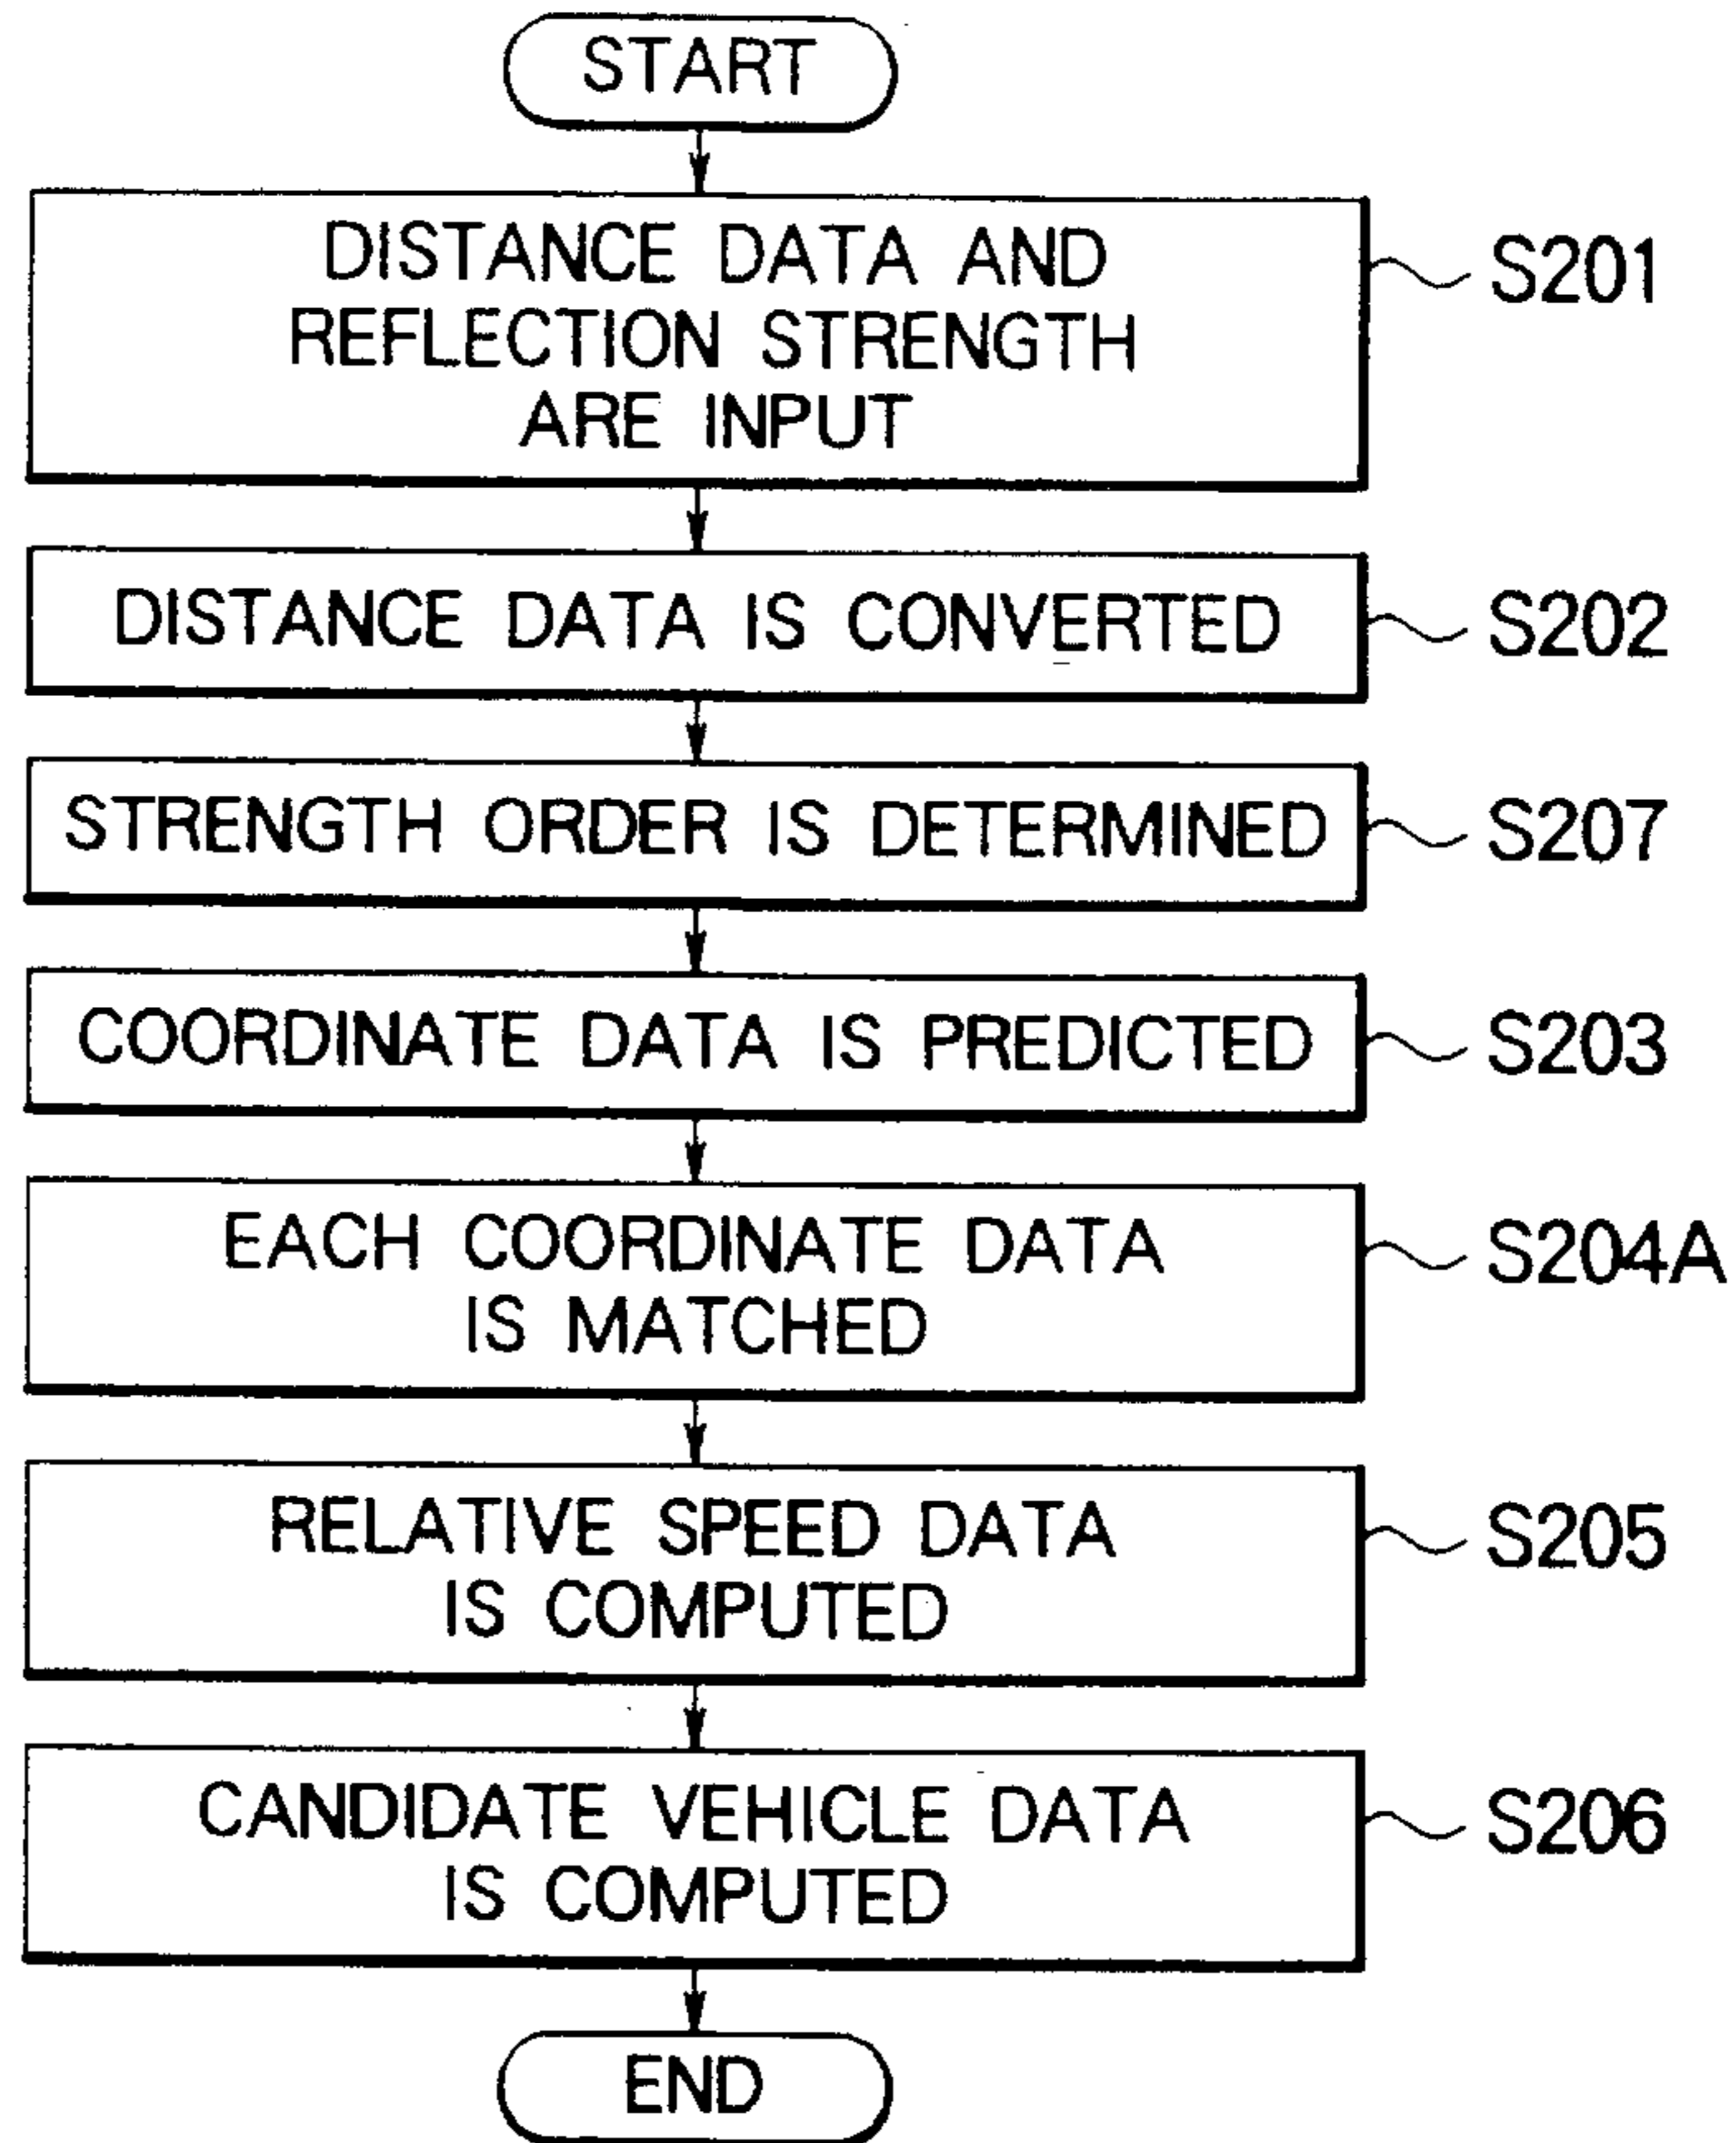 START
DISTANCE DATA AND
REFLECTION STRENGTH
ARE INPUT
S201
DISTANCE DATA IS CONVERTED
S202
STRENGTH ORDER IS DETERMINED
S207
COORDINATE DATA IS PREDICTED
S203
EACH COORDINATE DATA
IS MATCHED
S204A
RELATIVE SPEED DATA
IS COMPUTED
S205
CANDIDATE VEHICLE DATA
IS COMPUTED
S206
END